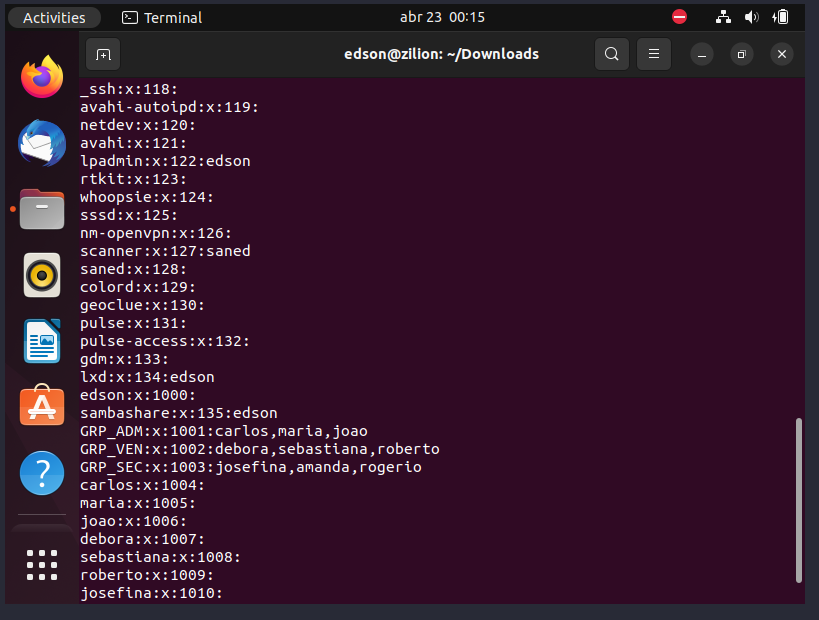 Activities
Terminal
abr 23 00:15
edson@zilion: ~/Downloads
_ssh:x:118:
avahi-autoipd:x:119:
netdev:x:120:
avahi:x:121:
lpadmin:x:122:edson
rtkit:x:123:
whoopsie:x:124:
sssd:x:125:
nm-openvpn:x:126:
scanner:x:127:saned
saned:x:128:
colord:x:129:
geoclue:x:130:
pulse:x:131:
pulse-access:x:132:
gdm:x:133:
lxd:x:134:edson
edson:x:1000:
sambashare:x:135:edson
GRP_ADM:x:1001:carlos,maria,joao
GRP_VEN:x:1002:debora,sebastiana,roberto
GRP_SEC:x:1003:josefina,amanda,rogerio
carlos:x:1004:
maria:x:1005:
joao:x:1006:
debora:x:1007:
sebastiana:x:1008:
roberto:x:1009:
josefina:x:1010: